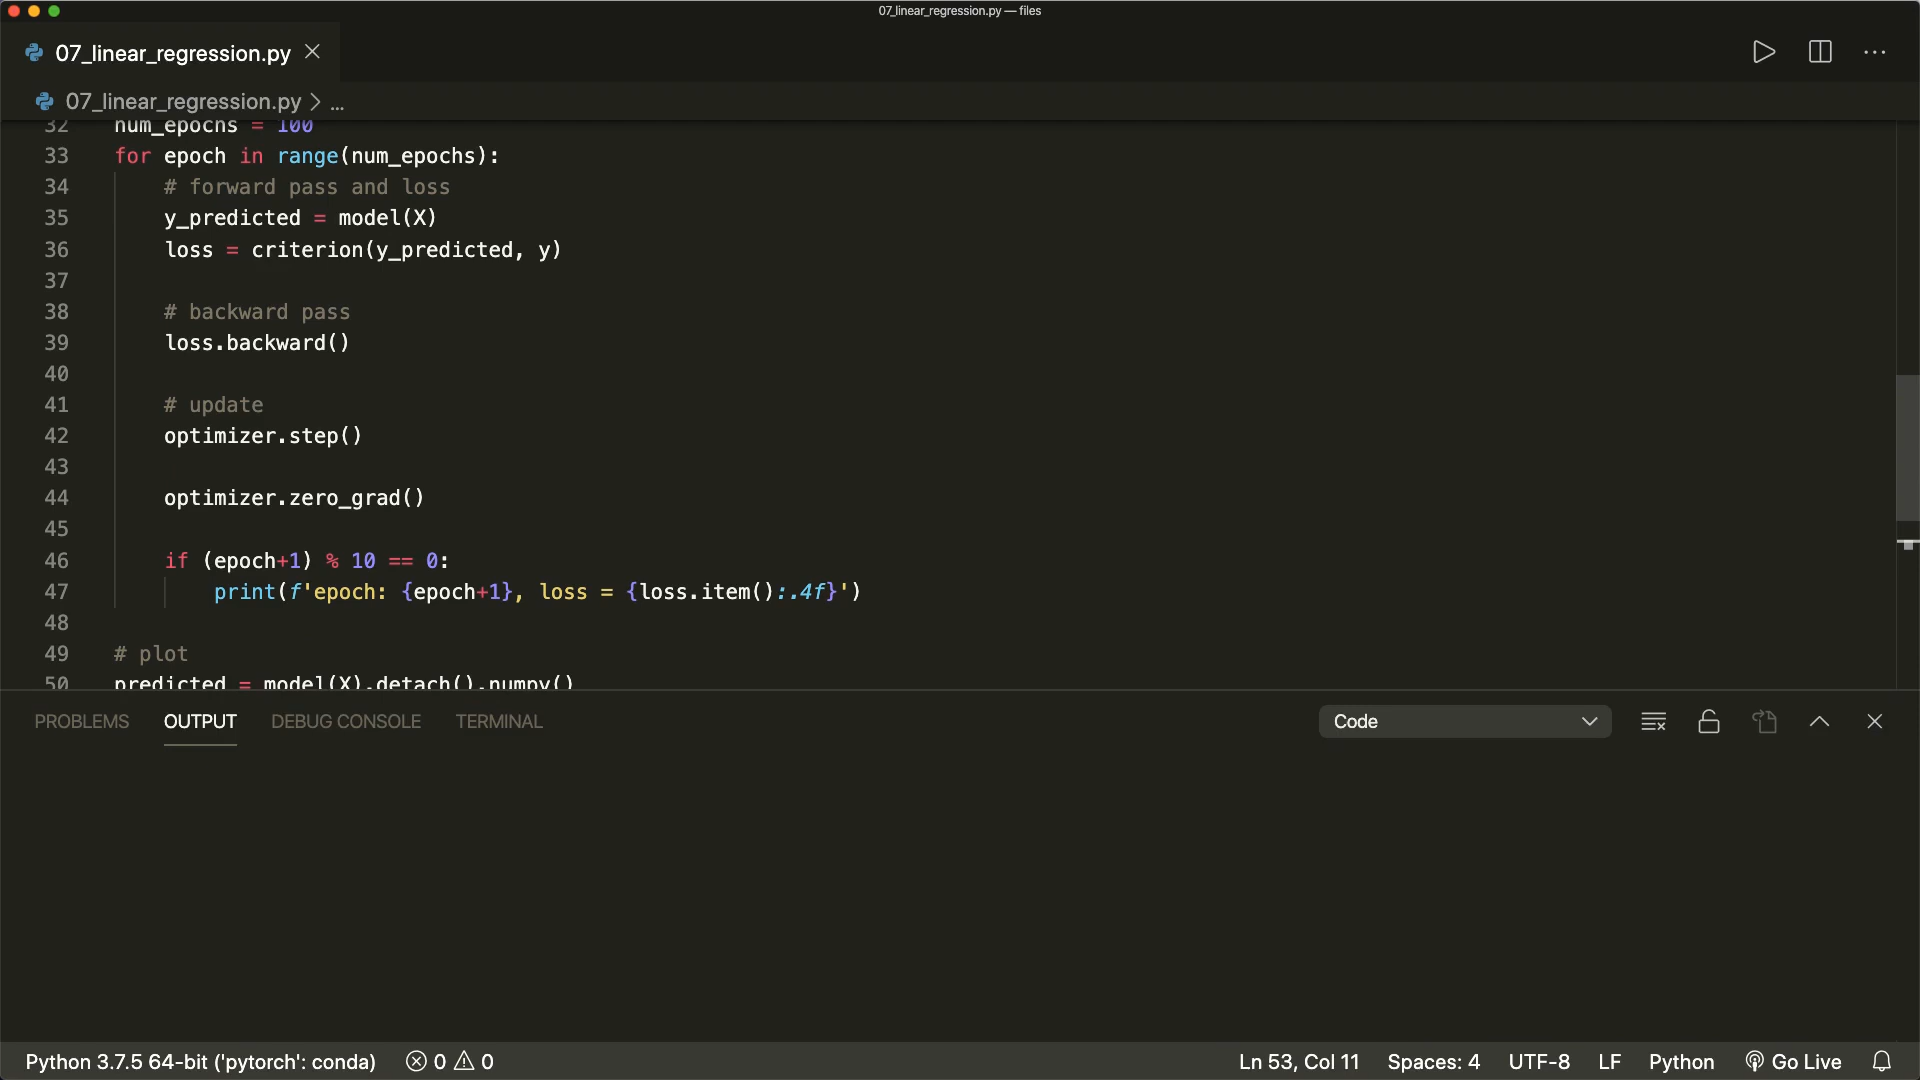 07_linear_regression.py — files
07_linear_regression.py
07_linear_regression.py > ...
32 num_epochs = 100
33 for epoch in range(num_epochs):
34 # forward pass and loss
35 y_predicted = model(X)
36 loss = criterion(y_predicted, y)
37
38 # backward pass
39 loss.backward()
40
41 # update
42 optimizer.step()
43
44 optimizer.zero_grad()
45
46 if (epoch+1) % 10 == 0:
47 print(f'epoch: {epoch+1}, loss = {loss.item():.4f}')
48
49 # plot
50 predicted = model(X).detach().numpy()
PROBLEMS OUTPUT DEBUG CONSOLE TERMINAL Code
Python 3.7.5 64-bit ('pytorch': conda) 0 0 Ln 53, Col 11 Spaces: 4 UTF-8 LF Python Go Live